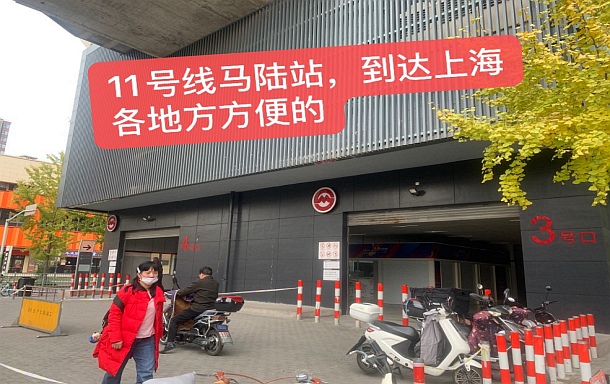 11号线马陆站，到达上海
各地方方便的
3号口